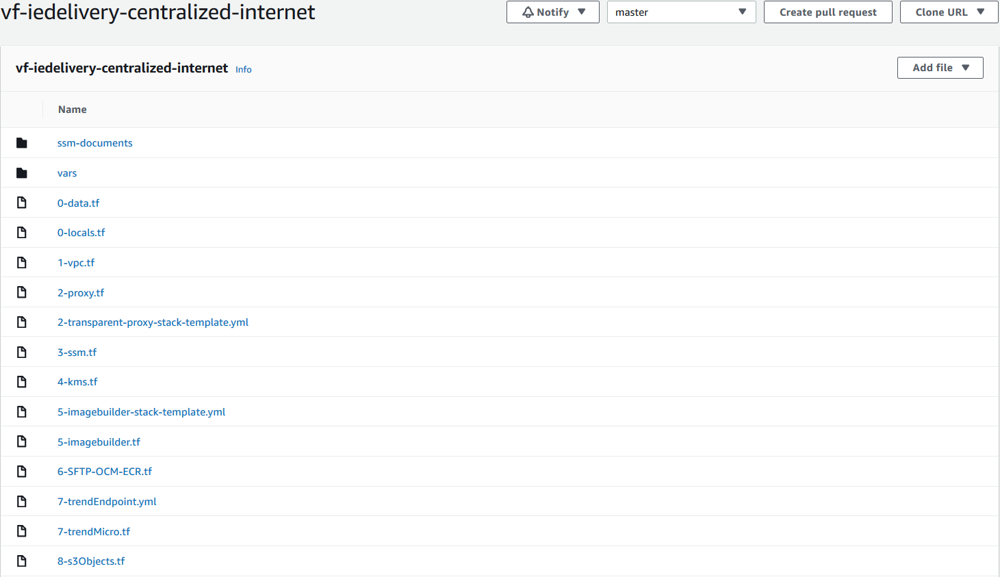 vf-iedelivery-centralized-internet
Notify
master
Create pull request
Clone URL
vf-iedelivery-centralized-internet Info
Add file
Name
ssm-documents
vars
0-data.tf
0-locals.tf
1-vpc.tf
2-proxy.tf
2-transparent-proxy-stack-template.yml
3-ssm.tf
4-kms.tf
5-imagebuilder-stack-template.yml
5-imagebuilder.tf
6-SFTP-OCM-ECR.tf
7-trendEndpoint.yml
7-trendMicro.tf
8-s3Objects.tf